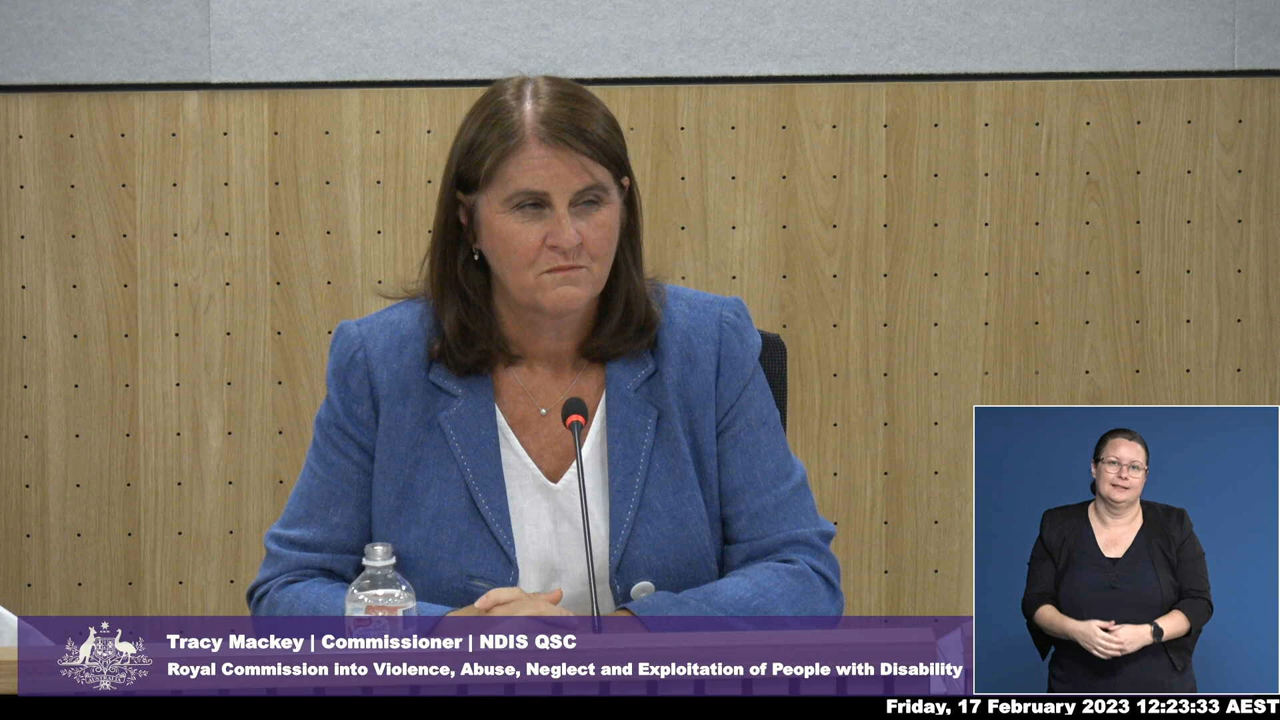 Tracy Mackey | Commissioner | NDIS QSC
Royal Commission into Violence, Abuse, Neglect and Exploitation of People with Disability
AUSTRALIA
Friday, 17 February 2023 12:23:33 AEST